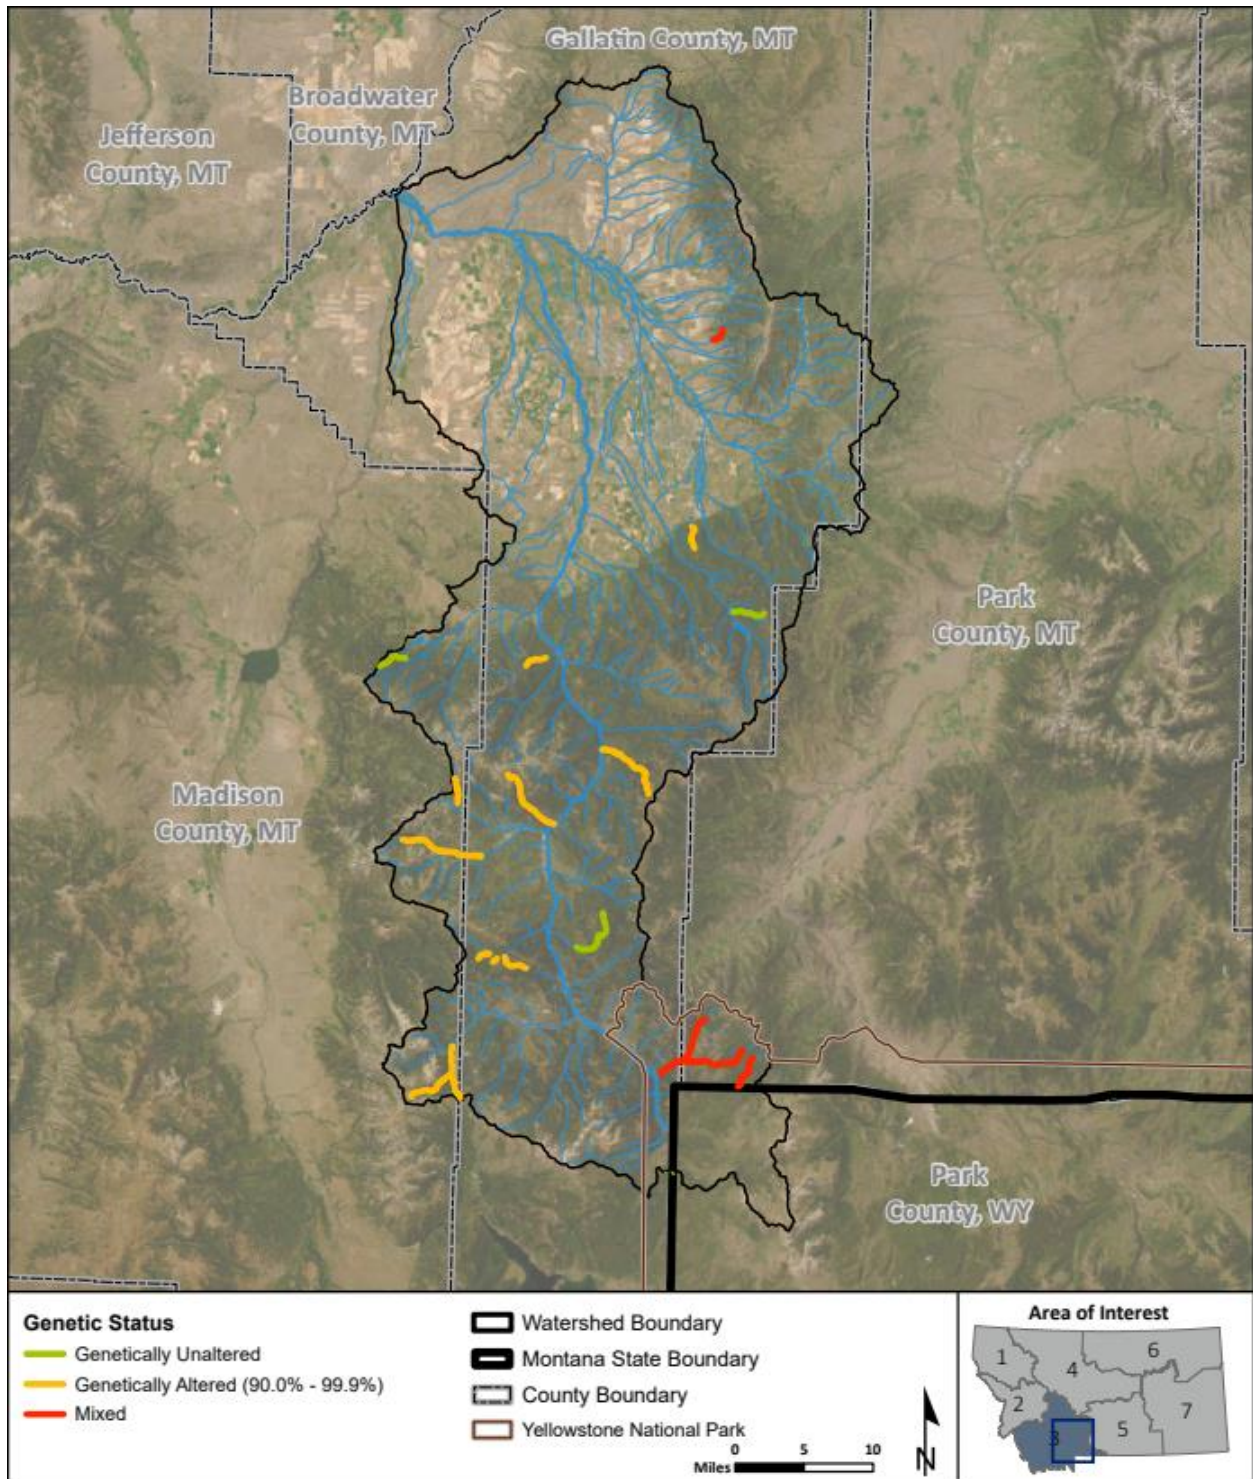 Gallatin County, MT
Broadwater
County, MT
Jefferson
County, MT
Park
County, MT
Madison
County, MT
Park
County, WY
Genetic Status
Genetically Unaltered
Genetically Altered (90.0% - 99.9%)
Mixed
Watershed Boundary
Montana State Boundary
County Boundary
Yellowstone National Park
0 5 10
Miles
N
Area of Interest
1
4
6
2
3
5
7